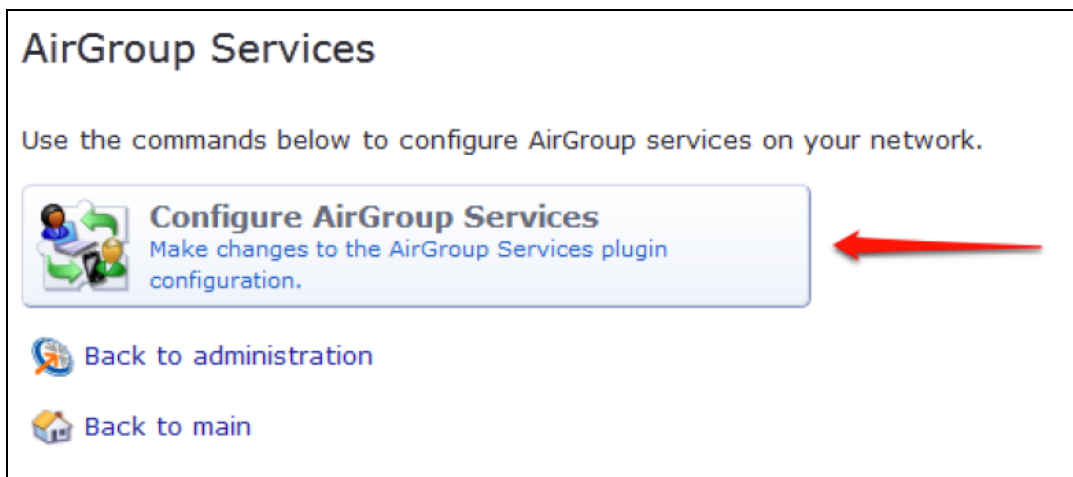 AirGroup Services
Use the commands below to configure AirGroup services on your network.
Configure AirGroup Services
Make changes to the AirGroup Services plugin
configuration.
Back to administration
Back to main